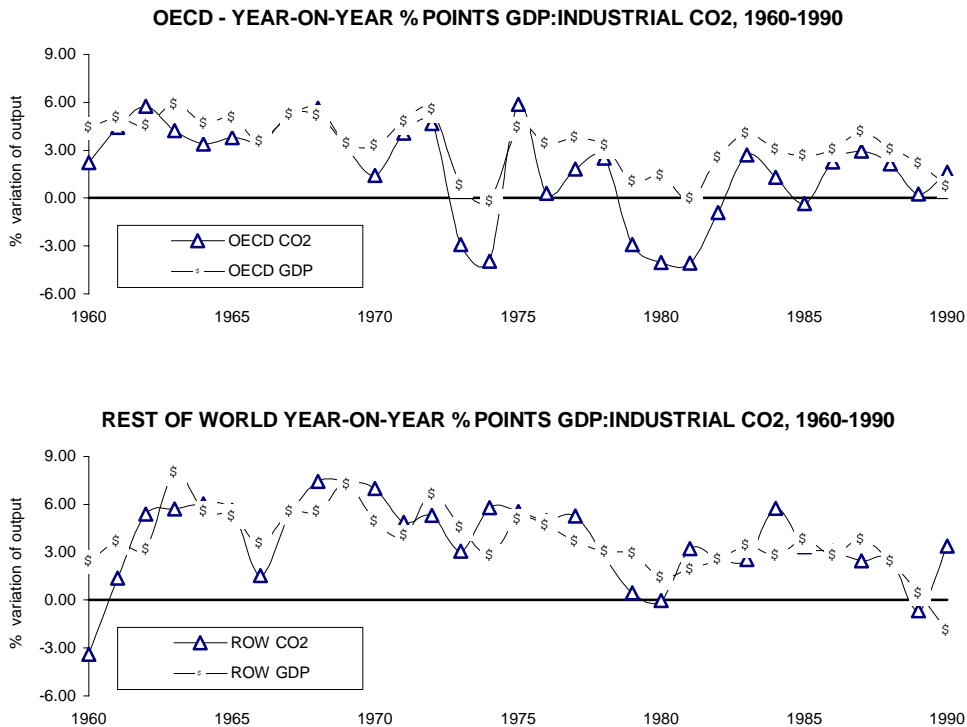 OECD - YEAR-ON-YEAR % POINTS GDP:INDUSTRIAL CO2, 1960-1990
% variation of output
9.00
6.00
3.00
0.00
-3.00
-6.00
OECD CO2
$ OECD GDP
1960 1965 1970 1975 1980 1985 1990
REST OF WORLD YEAR-ON-YEAR % POINTS GDP:INDUSTRIAL CO2, 1960-1990
% variation of output
9.00
6.00
3.00
0.00
-3.00
-6.00
ROW CO2
$ ROW GDP
1960 1965 1970 1975 1980 1985 1990